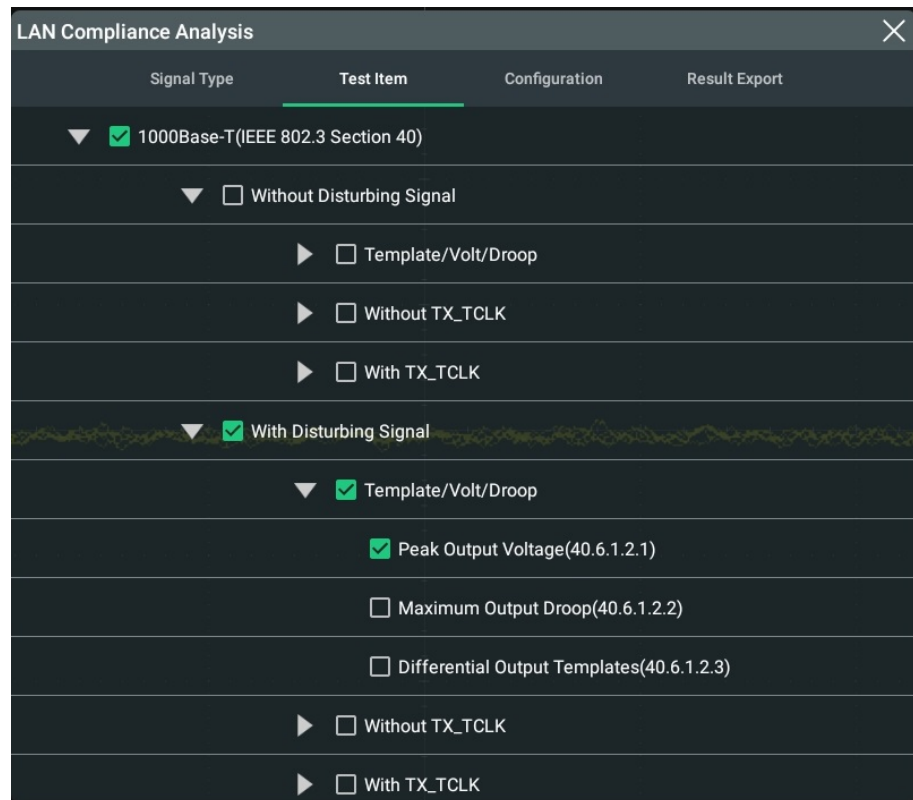 LAN Compliance Analysis
Signal Type Test Item Configuration Result Export
1000Base-T(IEEE 802.3 Section 40)
Without Disturbing Signal
Template/Volt/Droop
Without TX_TCLK
With TX_TCLK
With Disturbing Signal
Template/Volt/Droop
Peak Output Voltage(40.6.1.2.1)
Maximum Output Droop(40.6.1.2.2)
Differential Output Templates(40.6.1.2.3)
Without TX_TCLK
With TX_TCLK